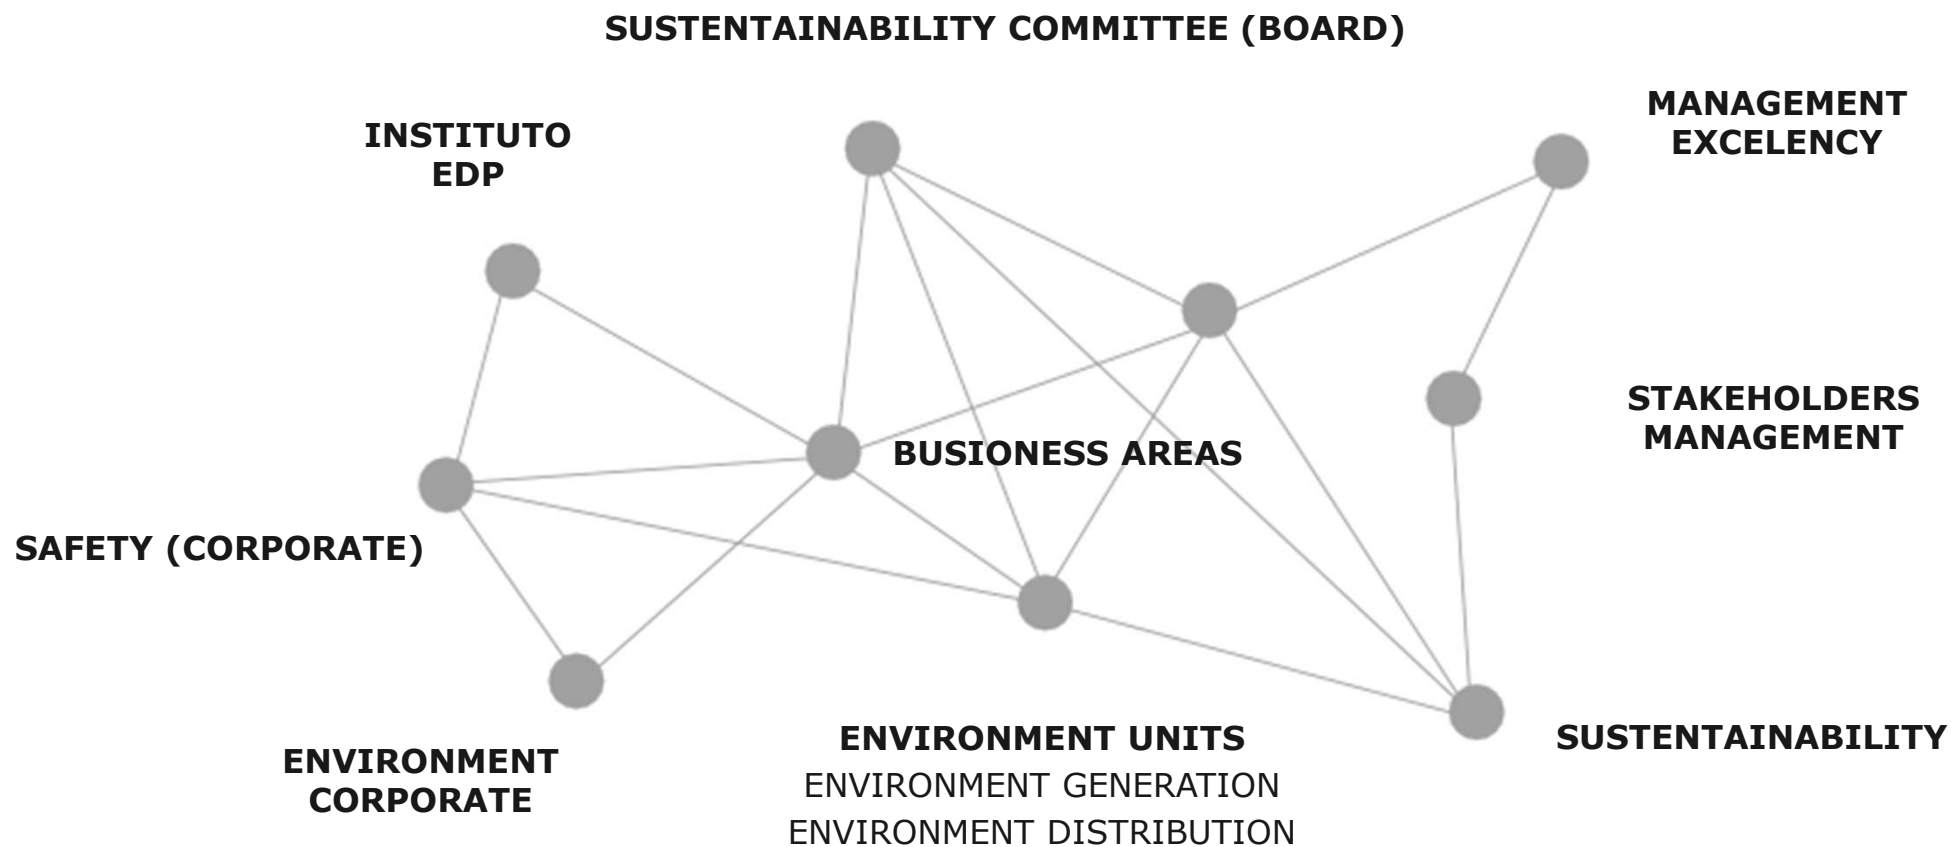 SUSTENTAINABILITY COMMITTEE (BOARD)
INSTITUTO
EDP
MANAGEMENT
EXCELENCY
STAKEHOLDERS
MANAGEMENT
BUSIONESS AREAS
SAFETY (CORPORATE)
ENVIRONMENT
CORPORATE
ENVIRONMENT UNITS
ENVIRONMENT GENERATION
ENVIRONMENT DISTRIBUTION
SUSTENTAINABILITY